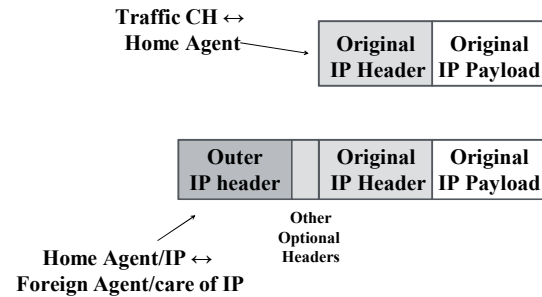 Traffic CH ↔
Home Agent
Original
IP Header
Original
IP Payload
Outer
IP header
Original
IP Header
Original
IP Payload
Other
Optional
Headers
Home Agent/IP ↔
Foreign Agent/care of IP